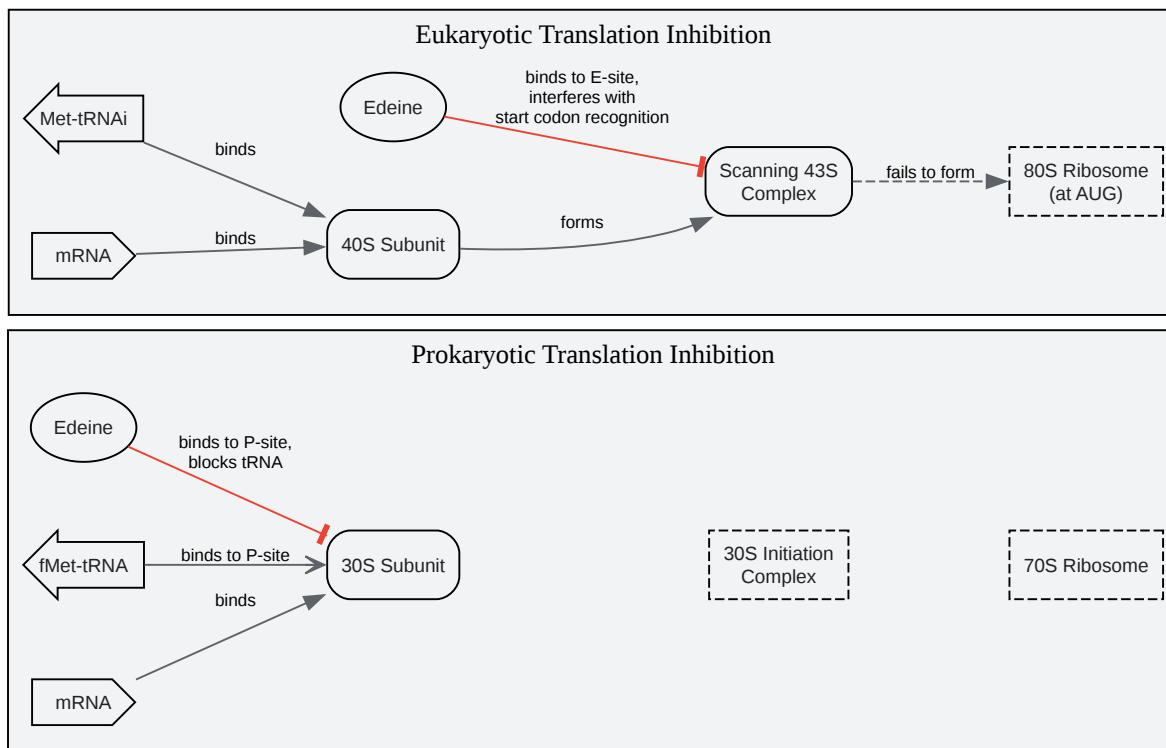 Eukaryotic Translation Inhibition
Met-tRNAi
binds
mRNA
binds
40S Subunit
Edeine
binds to E-site,
interferes with
start codon recognition
forms
Scanning 43S
Complex
fails to form
80S Ribosome
(at AUG)
Prokaryotic Translation Inhibition
Edeine
binds to P-site,
blocks tRNA
fMet-tRNA
binds to P-site
30S Subunit
binds
mRNA
30S Initiation
Complex
70S Ribosome